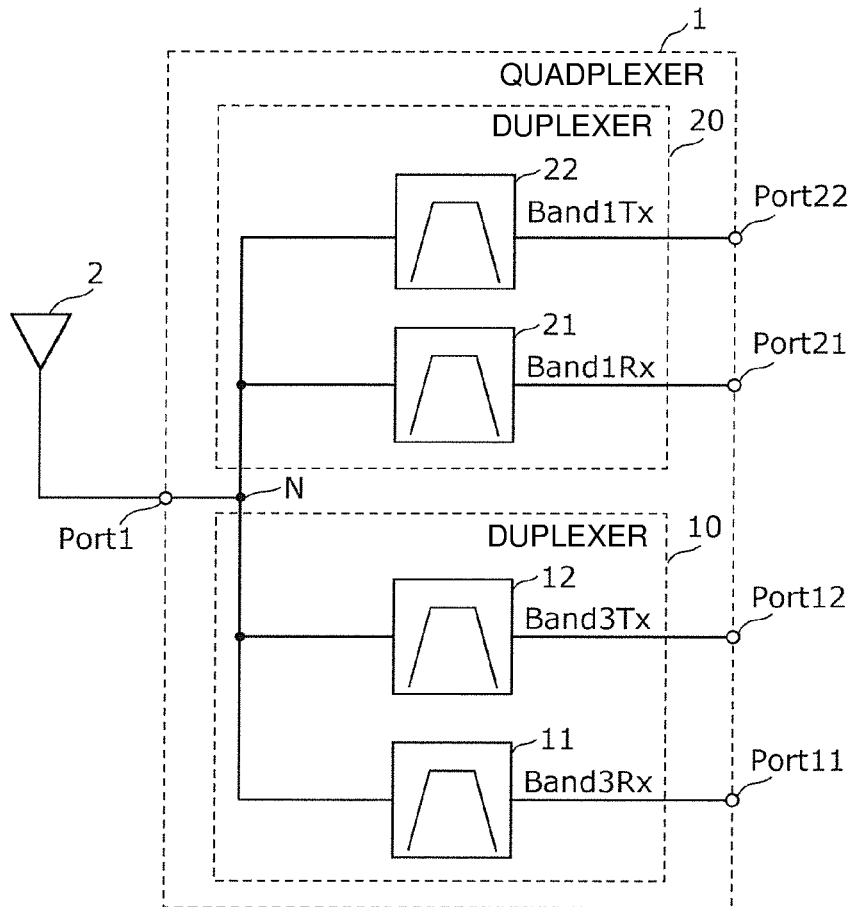 1
QUADPLEXER
DUPLEXER
20
22
Band1Tx
Port22
2
21
Band1Rx
Port21
N
Port1
DUPLEXER
10
12
Band3Tx
Port12
11
Band3Rx
Port11